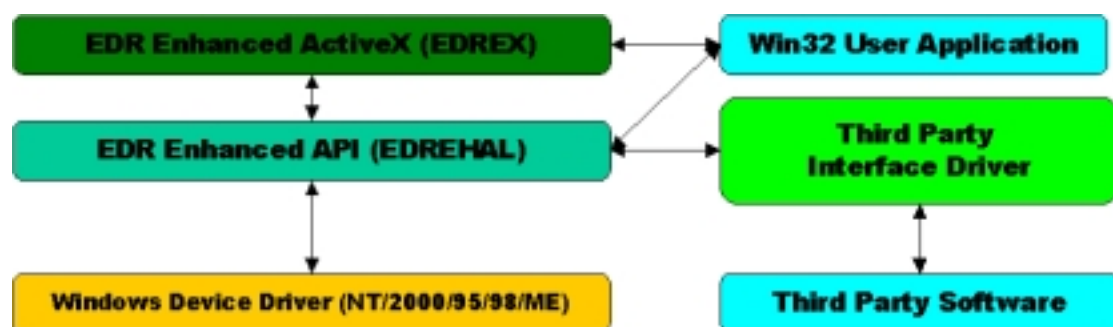 EDR Enhanced ActiveX (EDREX)
Win32 User Application
EDR Enhanced API (EDREHAL)
Third Party
Interface Driver
Windows Device Driver (NT/2000/95/98/ME)
Third Party Software